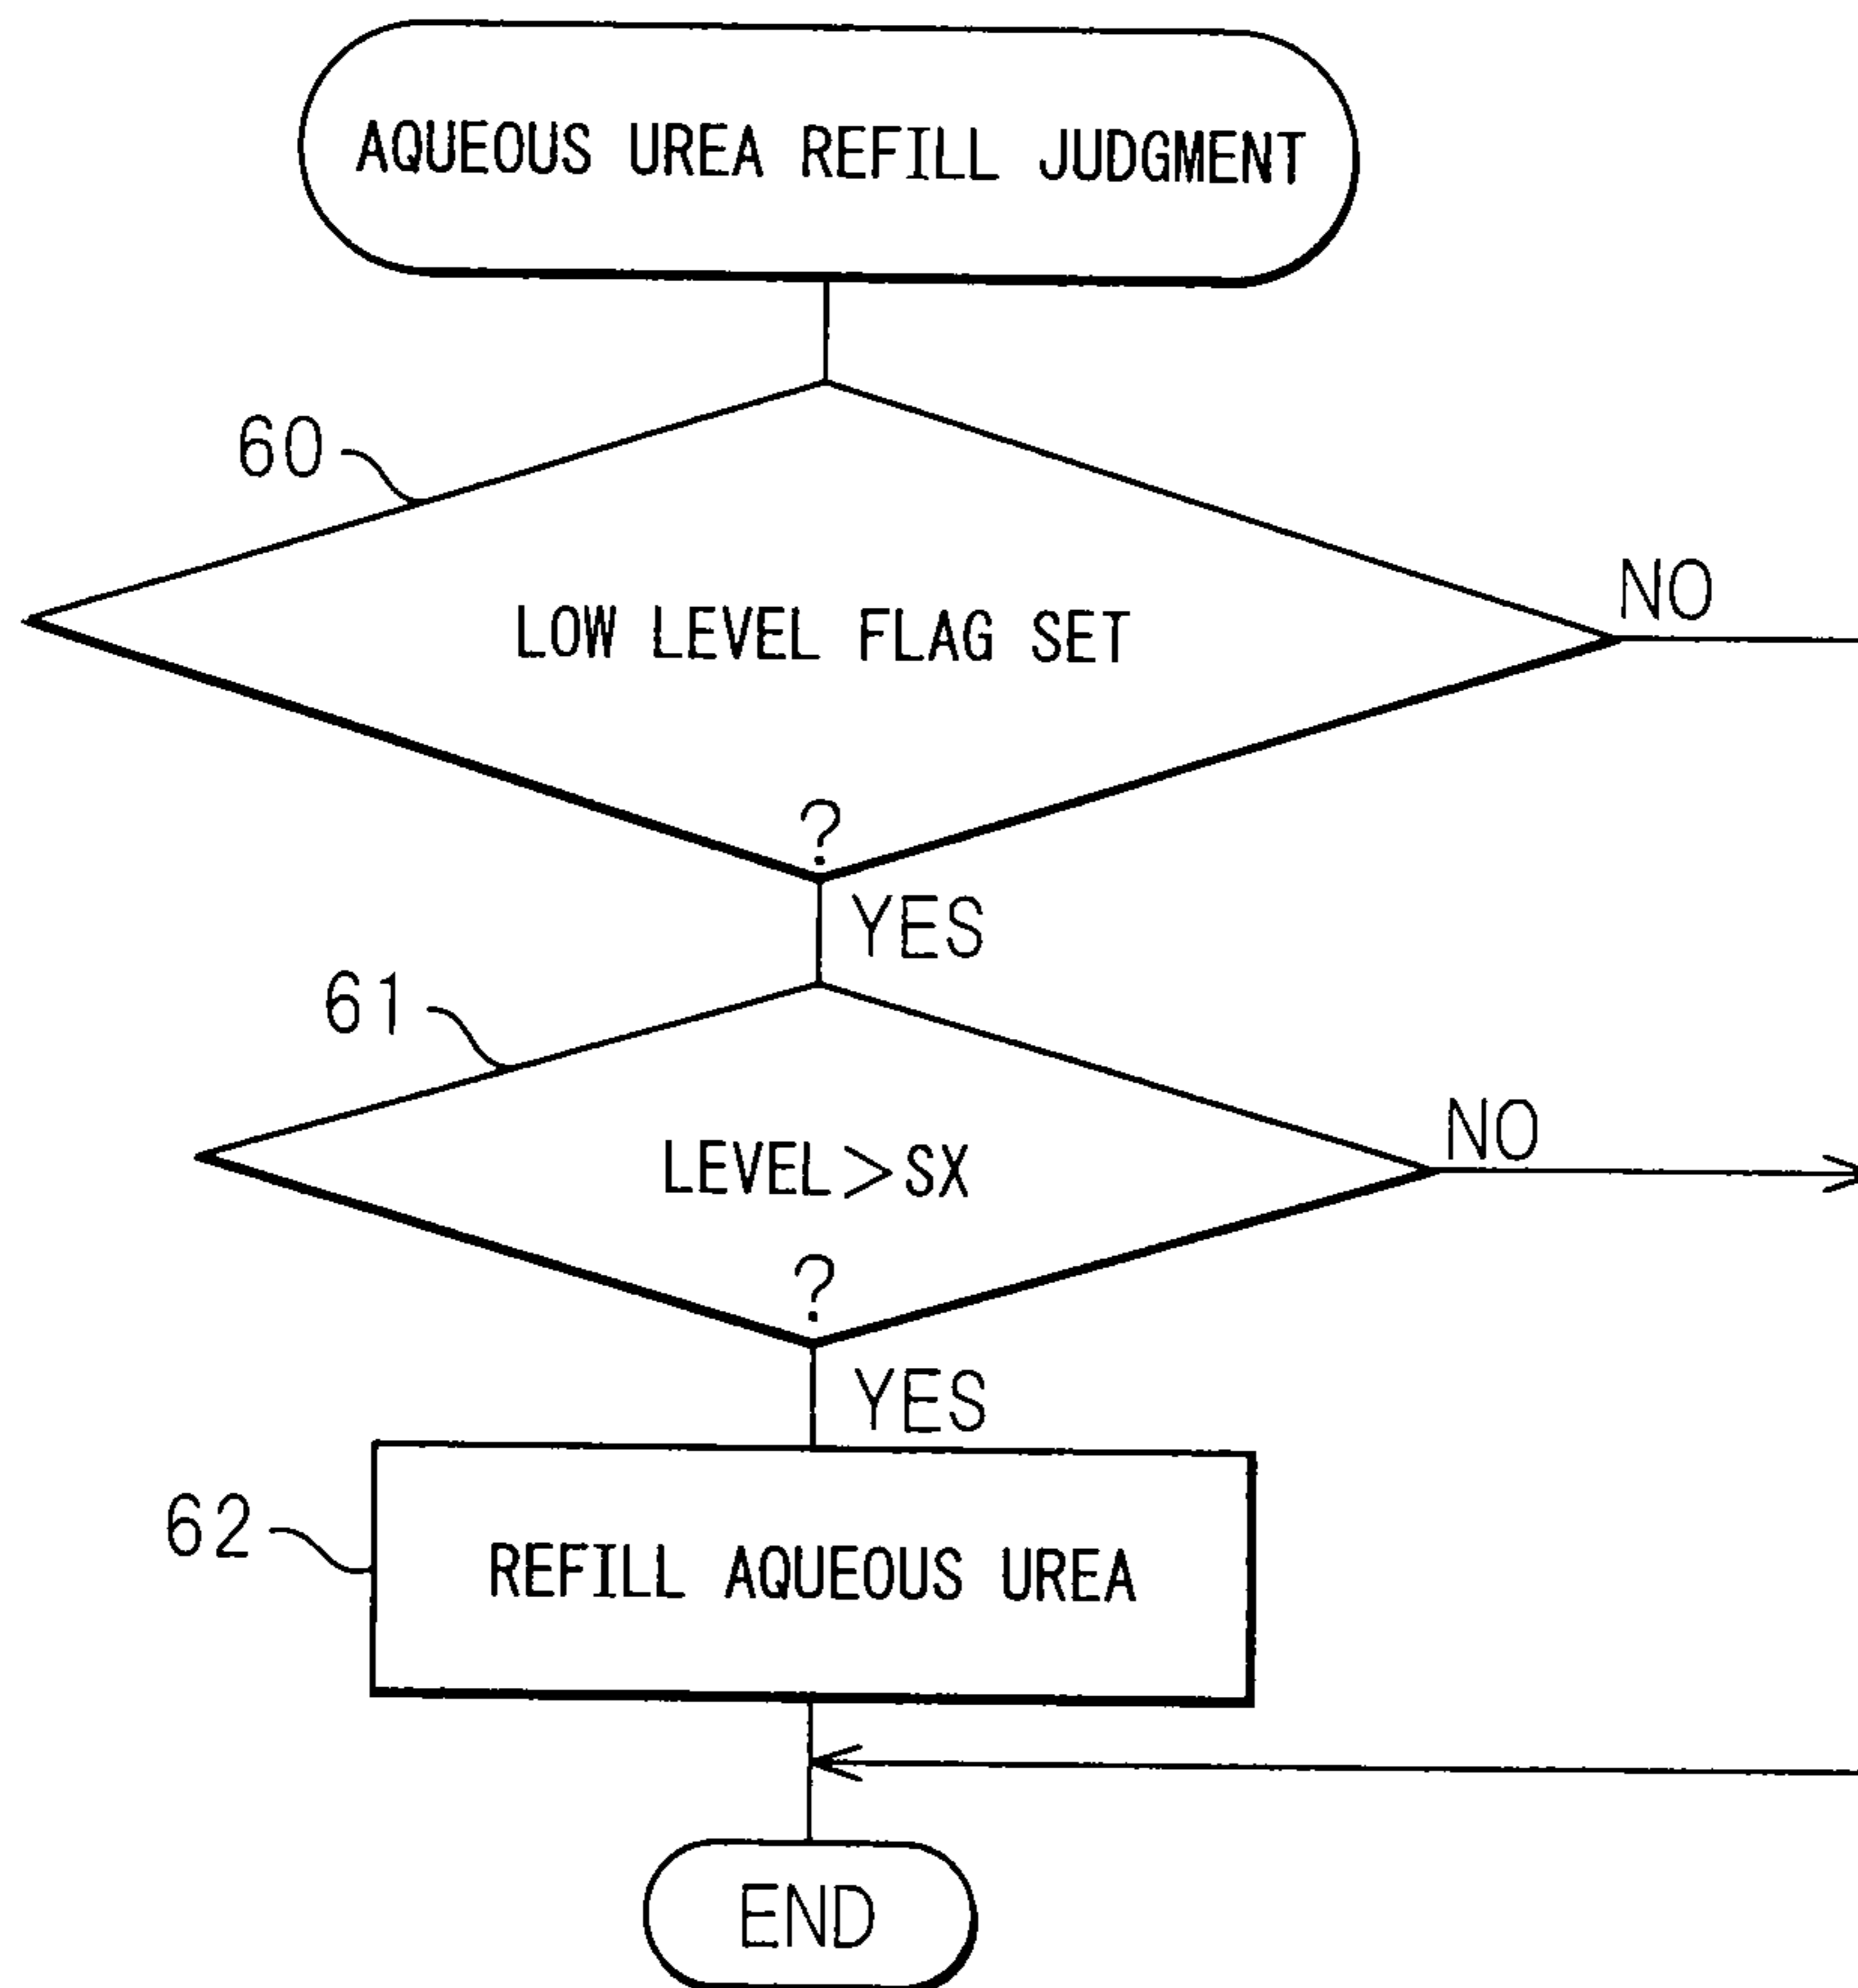 AQUEOUS UREA REFILL JUDGMENT
60
LOW LEVEL FLAG SET
NO
?
YES
61
LEVEL>SX
NO
?
YES
62
REFILL AQUEOUS UREA
END